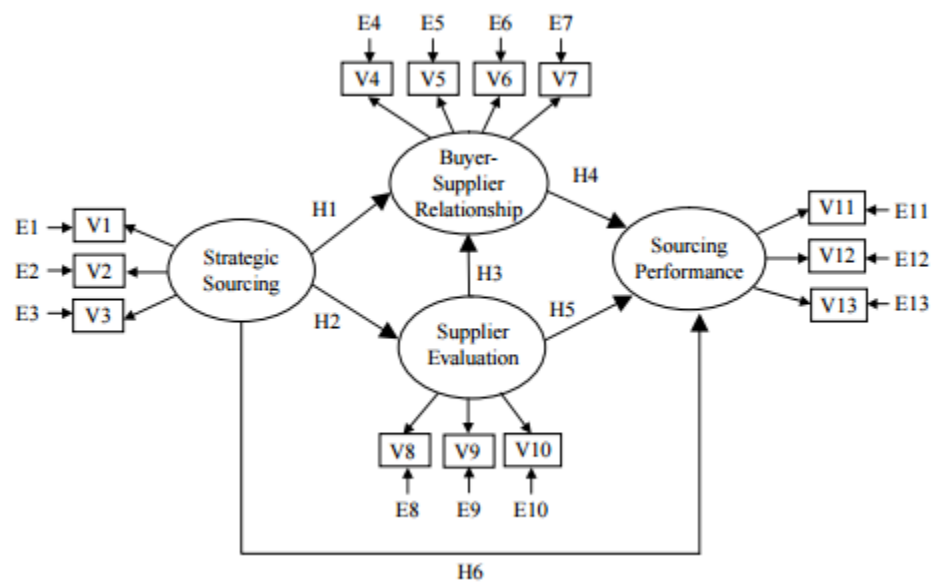 E4 E5 E6 E7
V4 V5 V6 V7
Buyer-
Supplier
Relationship
H4
H1
E1 V1
E2 V2
E3 V3
Strategic
Sourcing
H3
H2
Sourcing
Performance
V11 E11
V12 E12
V13 E13
H5
Supplier
Evaluation
V8 V9 V10
E8 E9 E10
H6